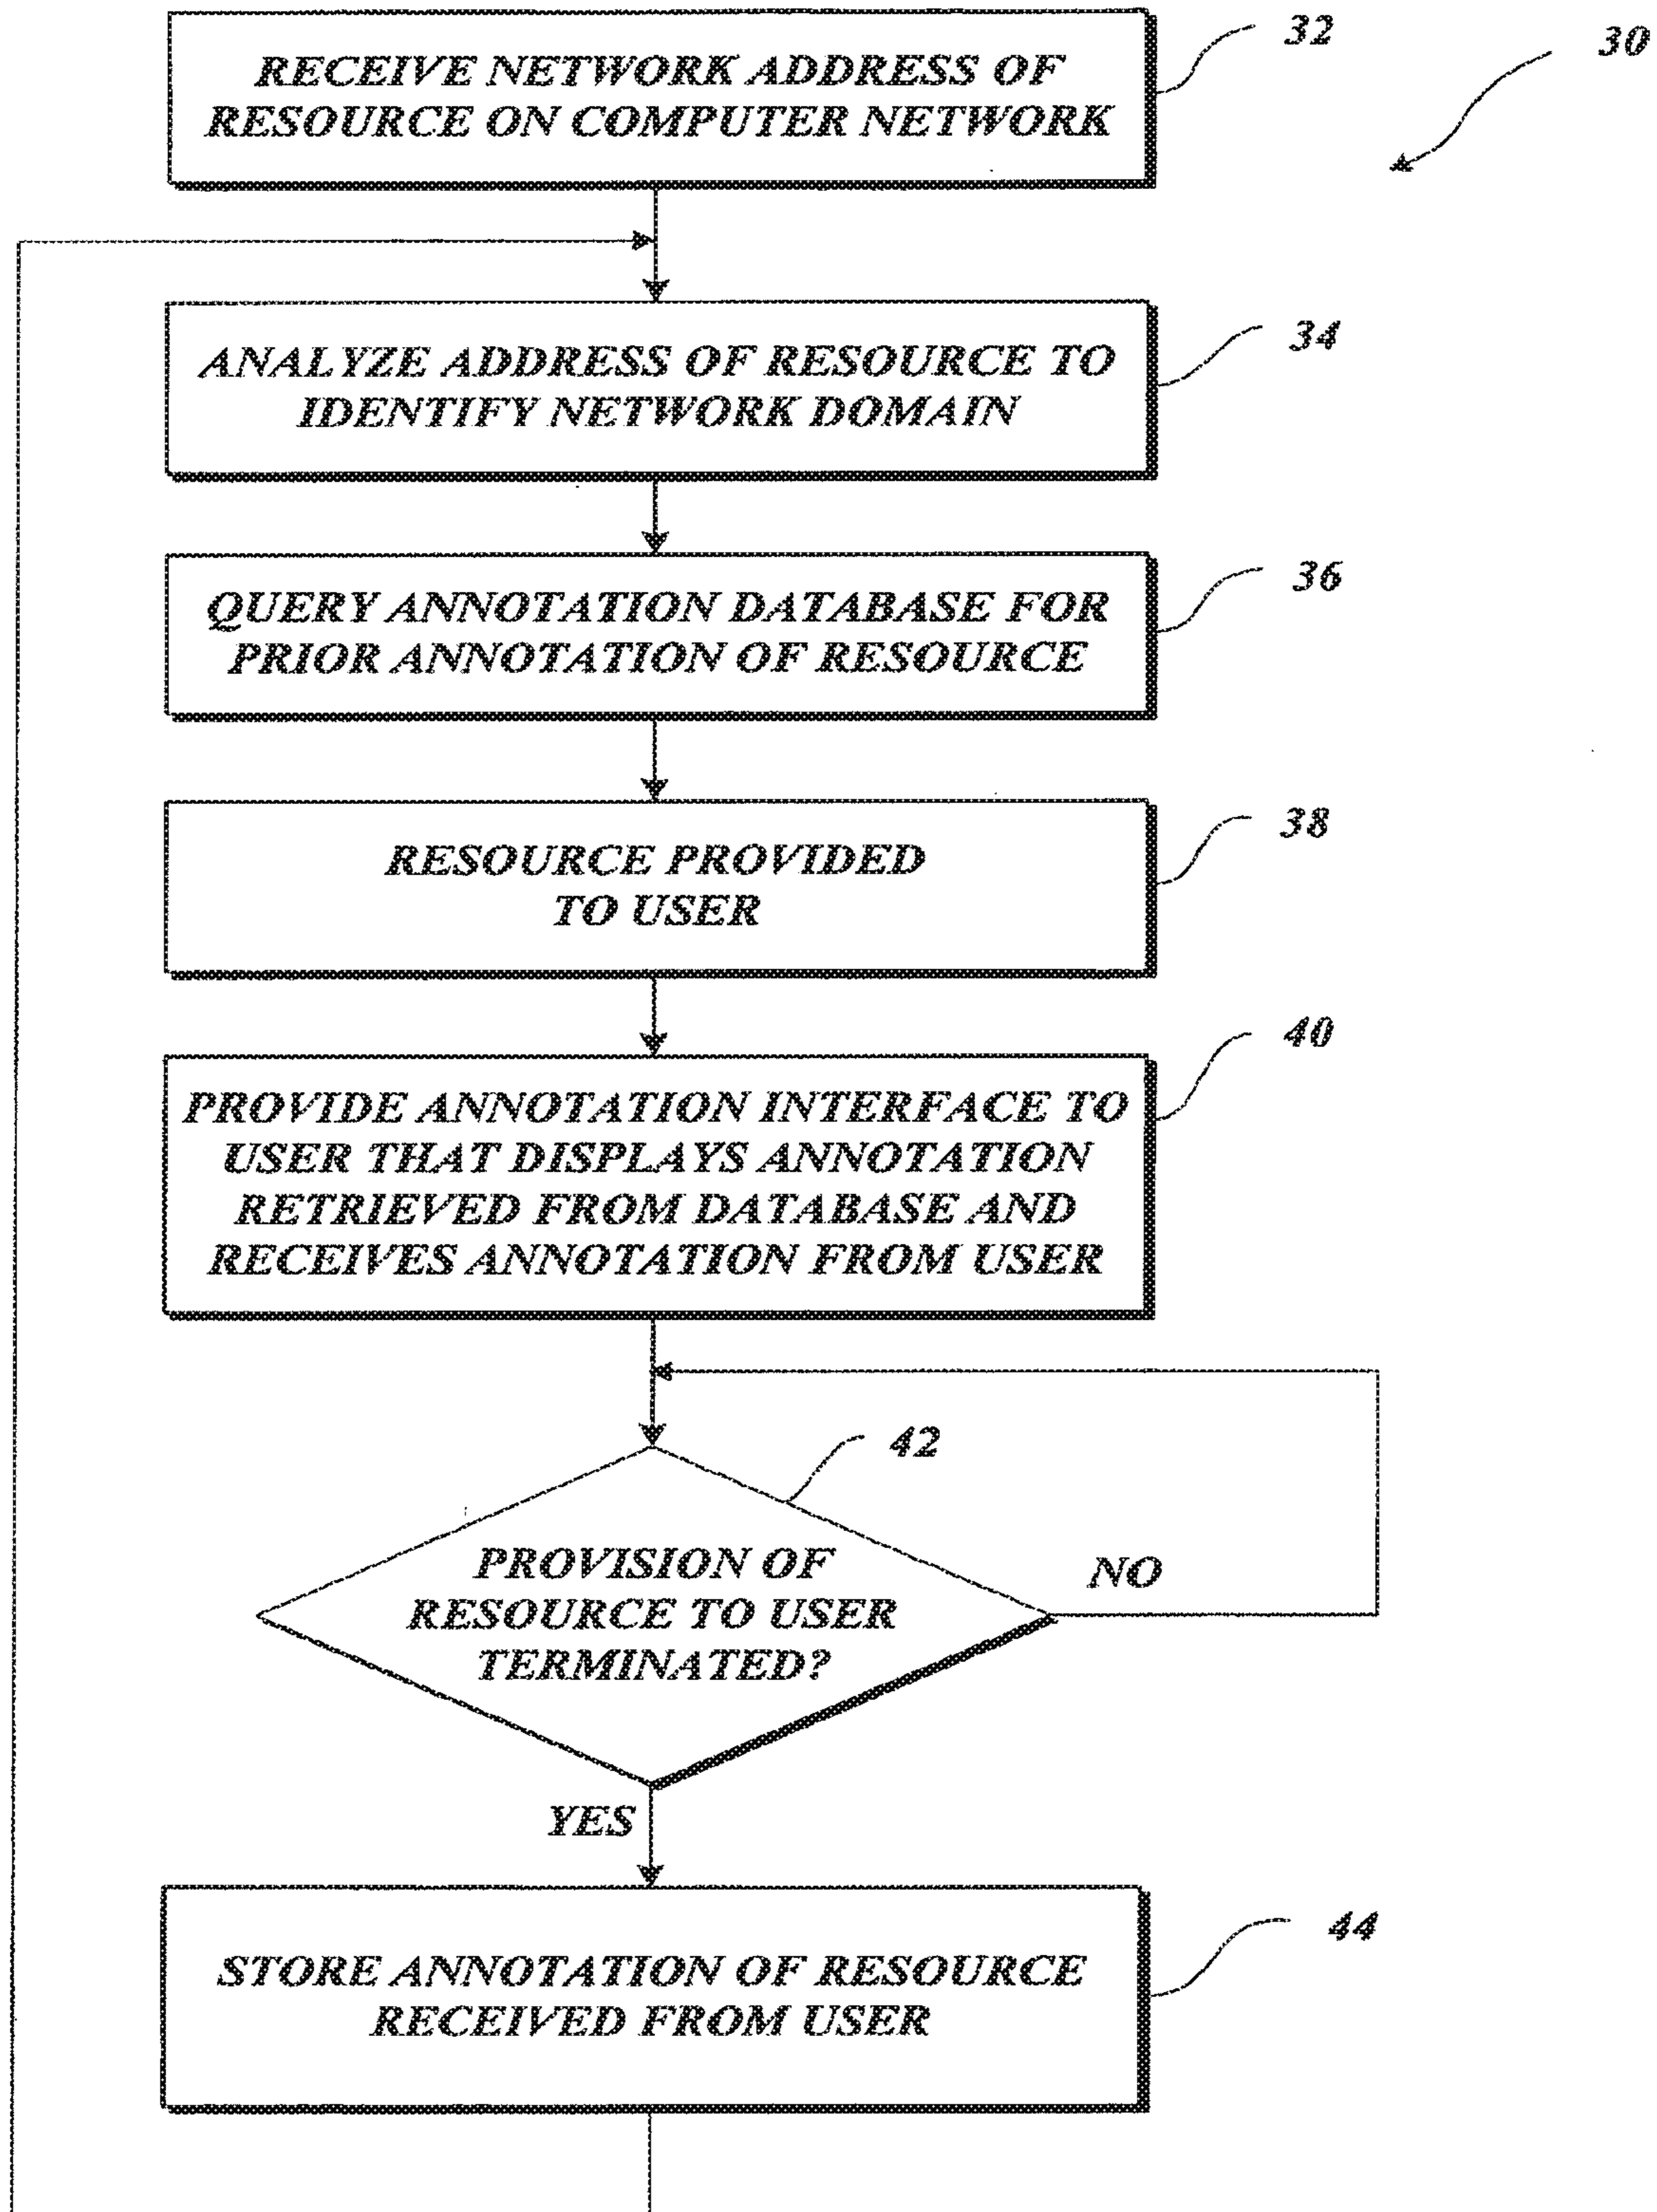 32
30
RECEIVE NETWORK ADDRESS OF
RESOURCE ON COMPUTER NETWORK
34
ANALYZE ADDRESS OF RESOURCE TO
IDENTIFY NETWORK DOMAIN
36
QUERY ANNOTATION DATABASE FOR
PRIOR ANNOTATION OF RESOURCE
38
RESOURCE PROVIDED
TO USER
40
PROVIDE ANNOTATION INTERFACE TO
USER THAT DISPLAYS ANNOTATION
RETRIEVED FROM DATABASE AND
RECEIVES ANNOTATION FROM USER
42
PROVISION OF
RESOURCE TO USER
TERMINATED?
NO
YES
44
STORE ANNOTATION OF RESOURCE
RECEIVED FROM USER